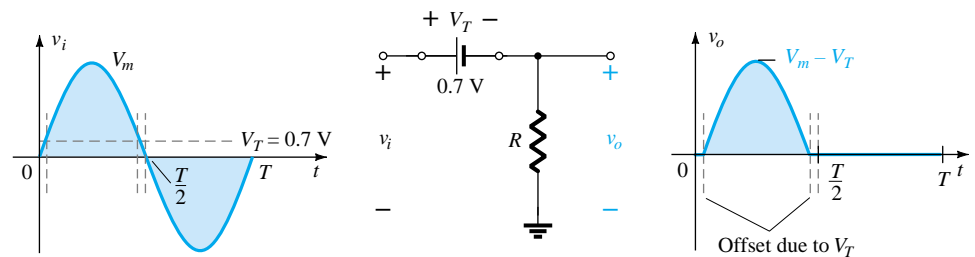 v_i
V_m
V_T = 0.7 V
0
T/2
T
t
+ V_T −
0.7 V
+
+
v_i
R
v_o
−
−
v_o
V_m – V_T
0
T/2
T
t
Offset due to V_T